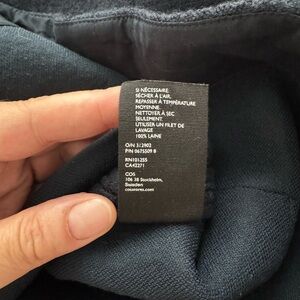 SI NÉCESSAIRE
SÉCHER À L'AIR.
REPASSER À TEMPÉRATURE
MOYENNE.
NETTOYER À SEC
SEULEMENT.
UTILISER UN FILET DE
LAVAGE
100% LAINE
O/N 512902
P/N 0675509 8
RN101255
CA42271
COS
106 38 Stockholm,
Sweden
cosstores.com